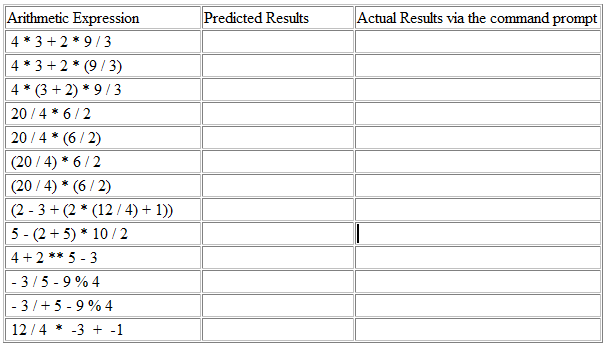 Arithmetic Expression Predicted Results Actual Results via the command prompt
4 * 3 + 2 * 9 / 3
4 * 3 + 2 * (9 / 3)
4 * (3 + 2) * 9 / 3
20 / 4 * 6 / 2
20 / 4 * (6 / 2)
(20 / 4) * 6 / 2
(20 / 4) * (6 / 2)
(2 - 3 + (2 * (12 / 4) + 1))
5 - (2 + 5) * 10 / 2
4 + 2 ** 5 - 3
- 3 / 5 - 9 % 4
- 3 / + 5 - 9 % 4
12 / 4 * -3 + -1